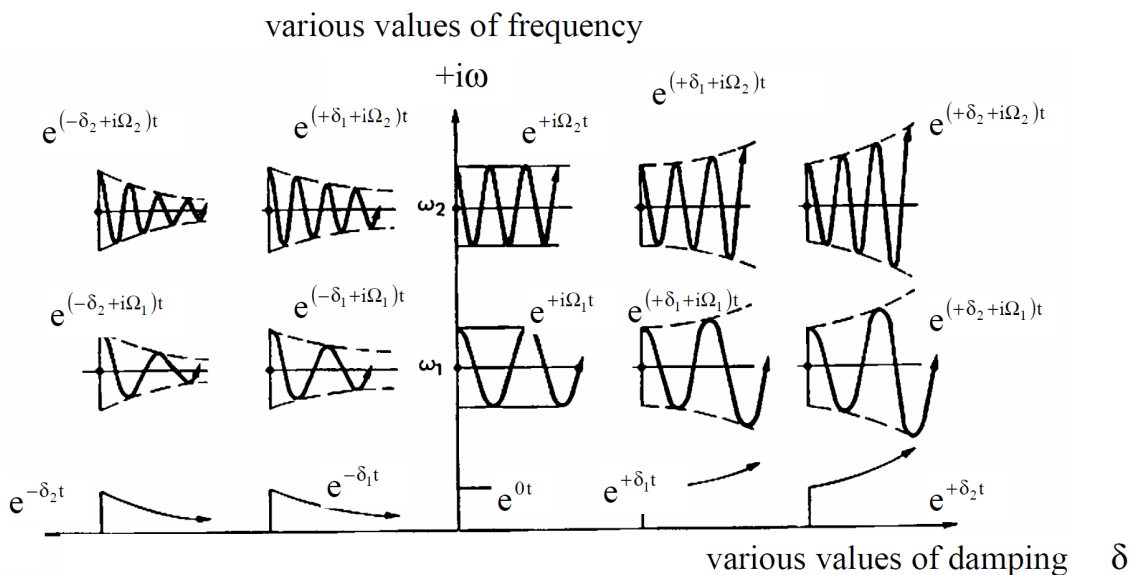 various values of frequency
+iω
e^(+δ₁+iΩ₂)t
e^(−δ₂+iΩ₂)t
e^(+δ₁+iΩ₂)t
e^+iΩ₂t
e^(+δ₂+iΩ₂)t
ω₂
e^(−δ₂+iΩ₁)t
e^(−δ₁+iΩ₁)t
e^+iΩ₁t
e^(+δ₁+iΩ₁)t
e^(+δ₂+iΩ₁)t
ω₁
e^−δ₂t
e^−δ₁t
e^0t
e^+δ₁t
e^+δ₂t
various values of damping δ